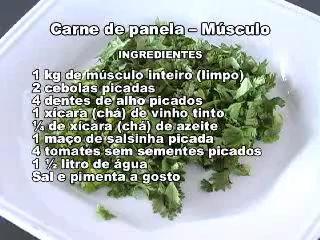 Carne de panela – Músculo
INGREDIENTES
1 kg de músculo inteiro (limpo)
2 cebolas picadas
4 dentes de alho picados
1 xícara (chá) de vinho tinto
¼ de xícara (chá) de azeite
1 maço de salsinha picada
4 tomates sem sementes picados
1 ½ litro de água
Sal e pimenta a gosto